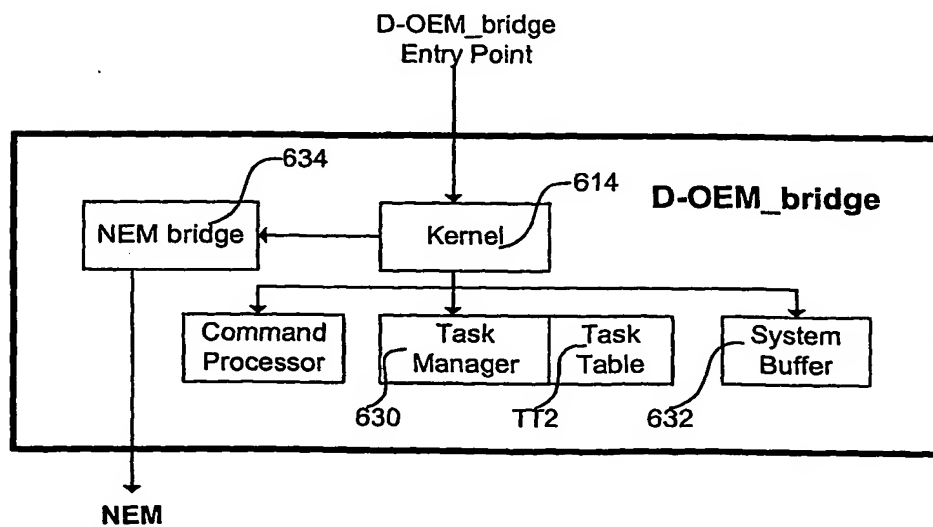 D-OEM_bridge
Entry Point
634
614
D-OEM_bridge
NEM bridge
Kernel
Command
Processor
Task
Manager
Task
Table
System
Buffer
630
TT2
632
NEM